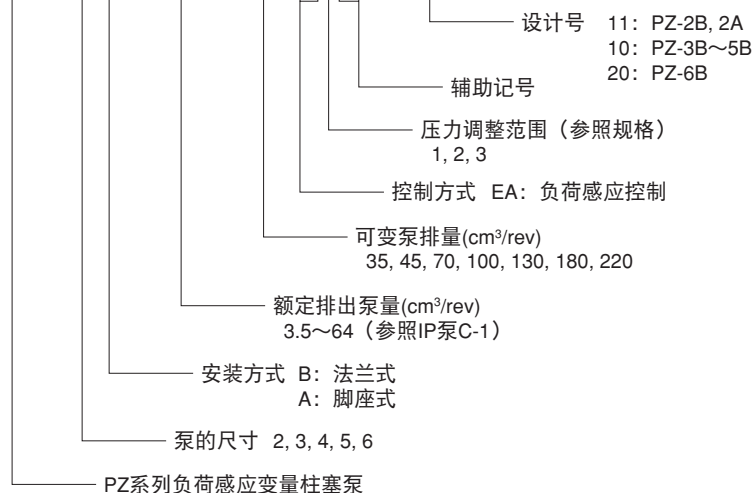 设计号 11：PZ-2B, 2A
10：PZ-3B～5B
20：PZ-6B
辅助记号
压力调整范围（参照规格）
1, 2, 3
控制方式 EA：负荷感应控制
可变泵排量(cm³/rev)
35, 45, 70, 100, 130, 180, 220
额定排出泵量(cm³/rev)
3.5～64（参照IP泵C-1）
安装方式 B：法兰式
A：脚座式
泵的尺寸 2, 3, 4, 5, 6
PZ系列负荷感应变量柱塞泵